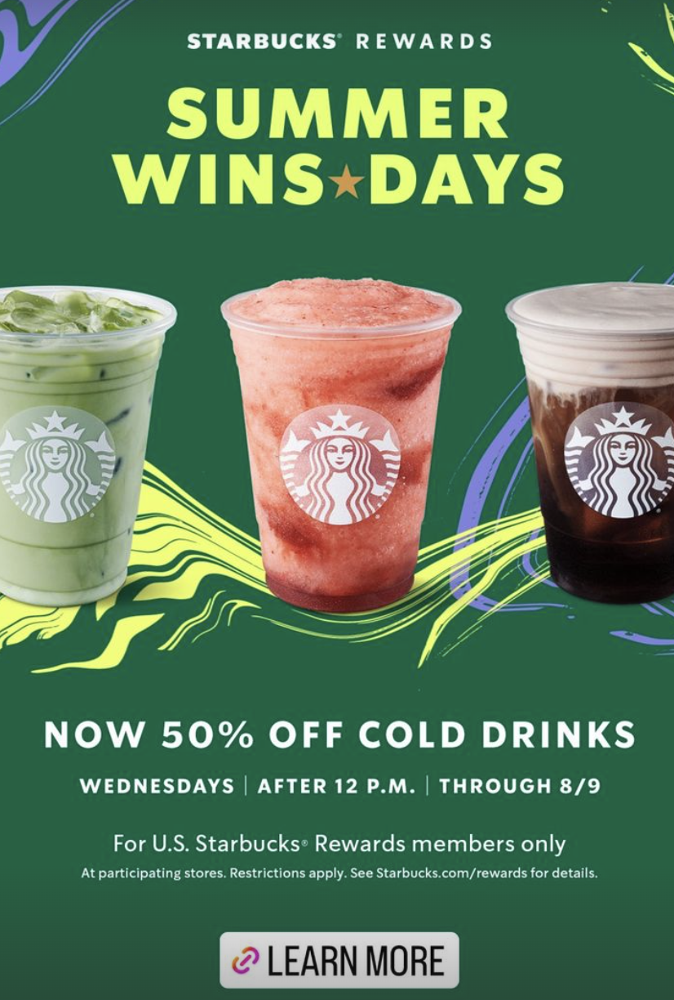 STARBUCKS® REWARDS
SUMMER
WINS★DAYS
NOW 50% OFF COLD DRINKS
WEDNESDAYS | AFTER 12 P.M. | THROUGH 8/9
For U.S. Starbucks® Rewards members only
At participating stores. Restrictions apply. See Starbucks.com/rewards for details.
LEARN MORE